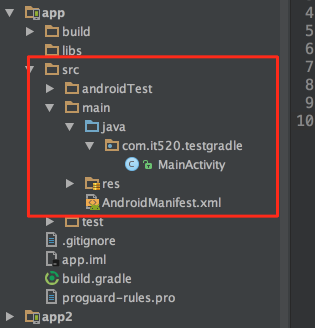 app
build
libs
src
androidTest
main
java
com.it520.testgradle
MainActivity
res
AndroidManifest.xml
test
.gitignore
app.iml
build.gradle
proguard-rules.pro
app2
4
5
6
7
8
9
10